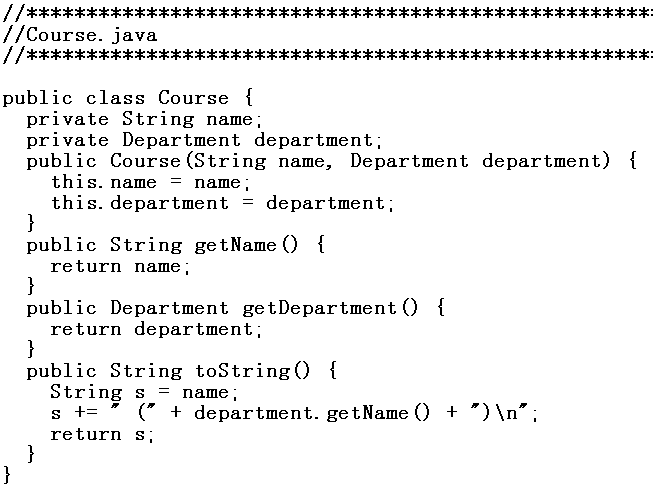 //****************************************************:
//Course.java
//****************************************************:
public class Course {
  private String name;
  private Department department;
  public Course(String name, Department department) {
    this.name = name;
    this.department = department;
  }
  public String getName() {
    return name;
  }
  public Department getDepartment() {
    return department;
  }
  public String toString() {
    String s = name;
    s += " (" + department.getName() + ")\n";
    return s;
  }
}